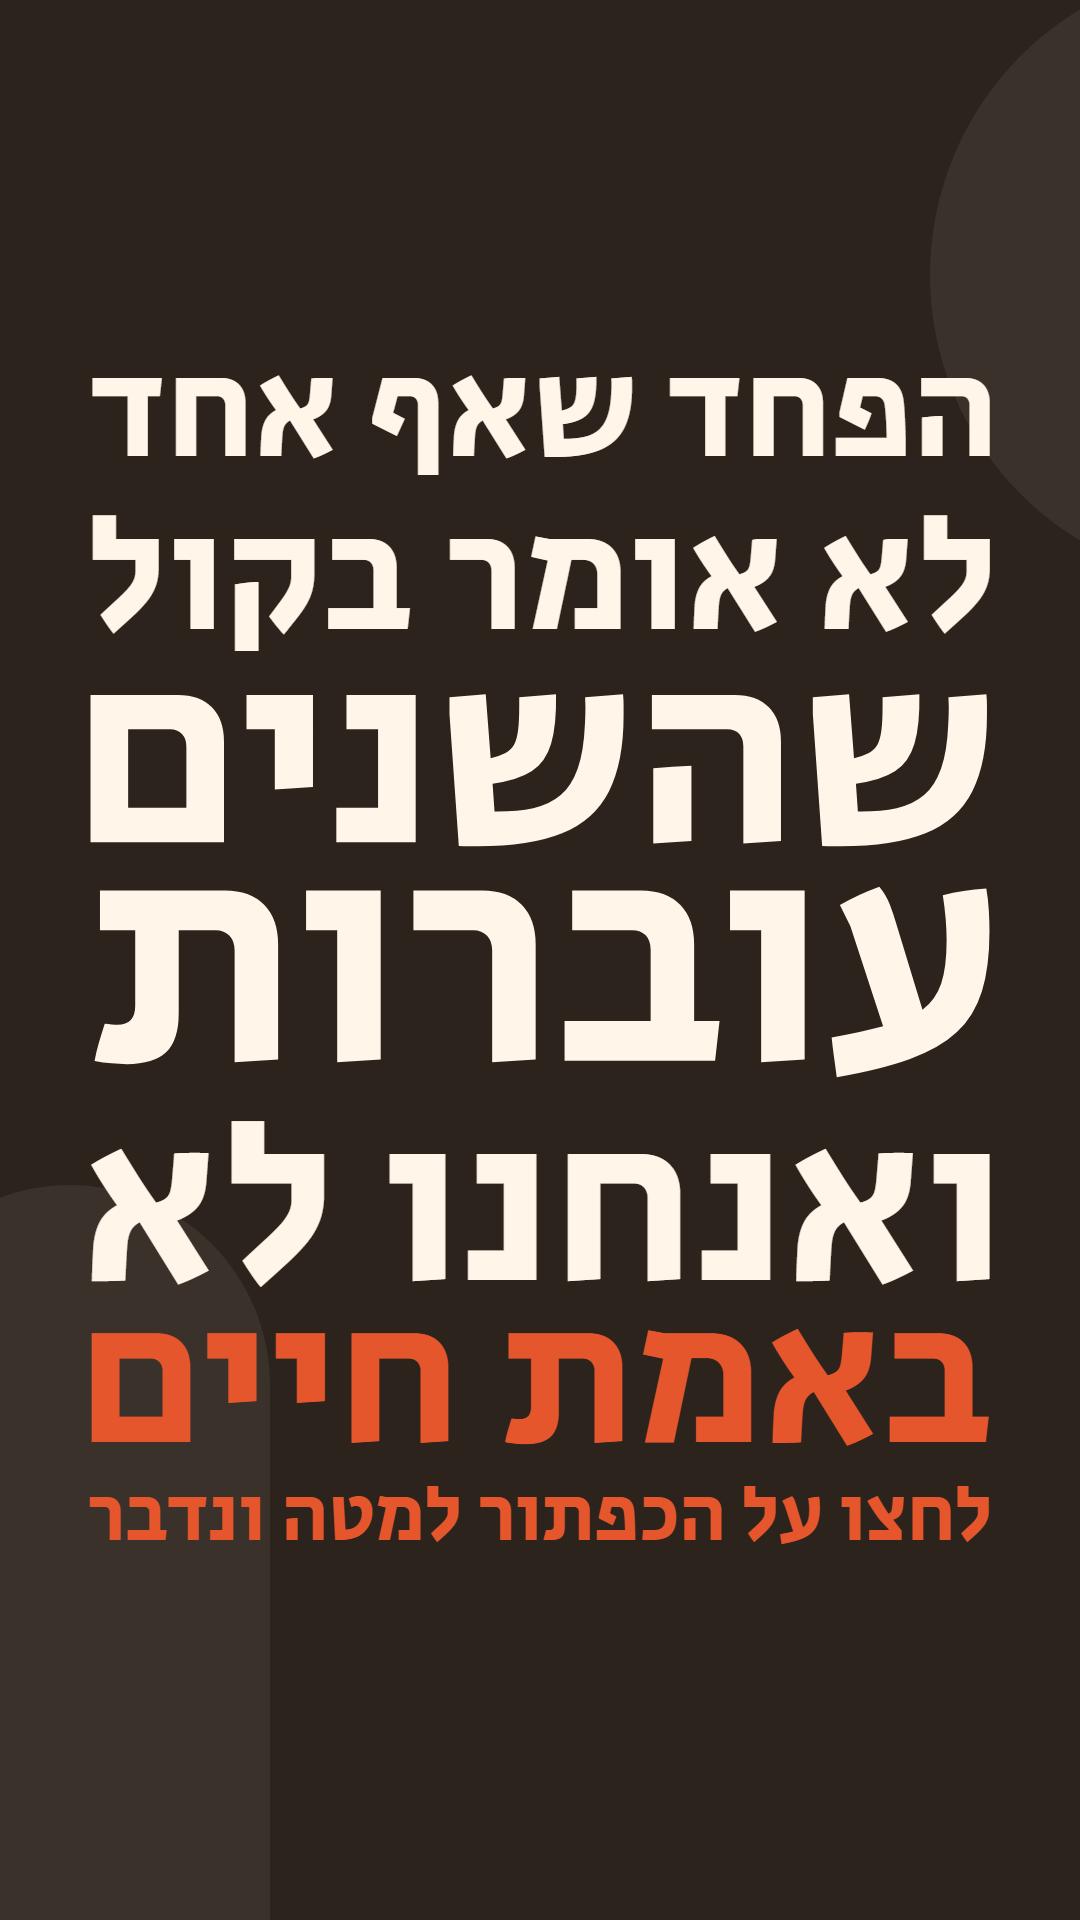 הפחד שאף אחד
לא אומר בקול
שהשנים
עוברות
ואנחנו לא
באמת חיים
לחצו על הכפתור למטה ונדבר